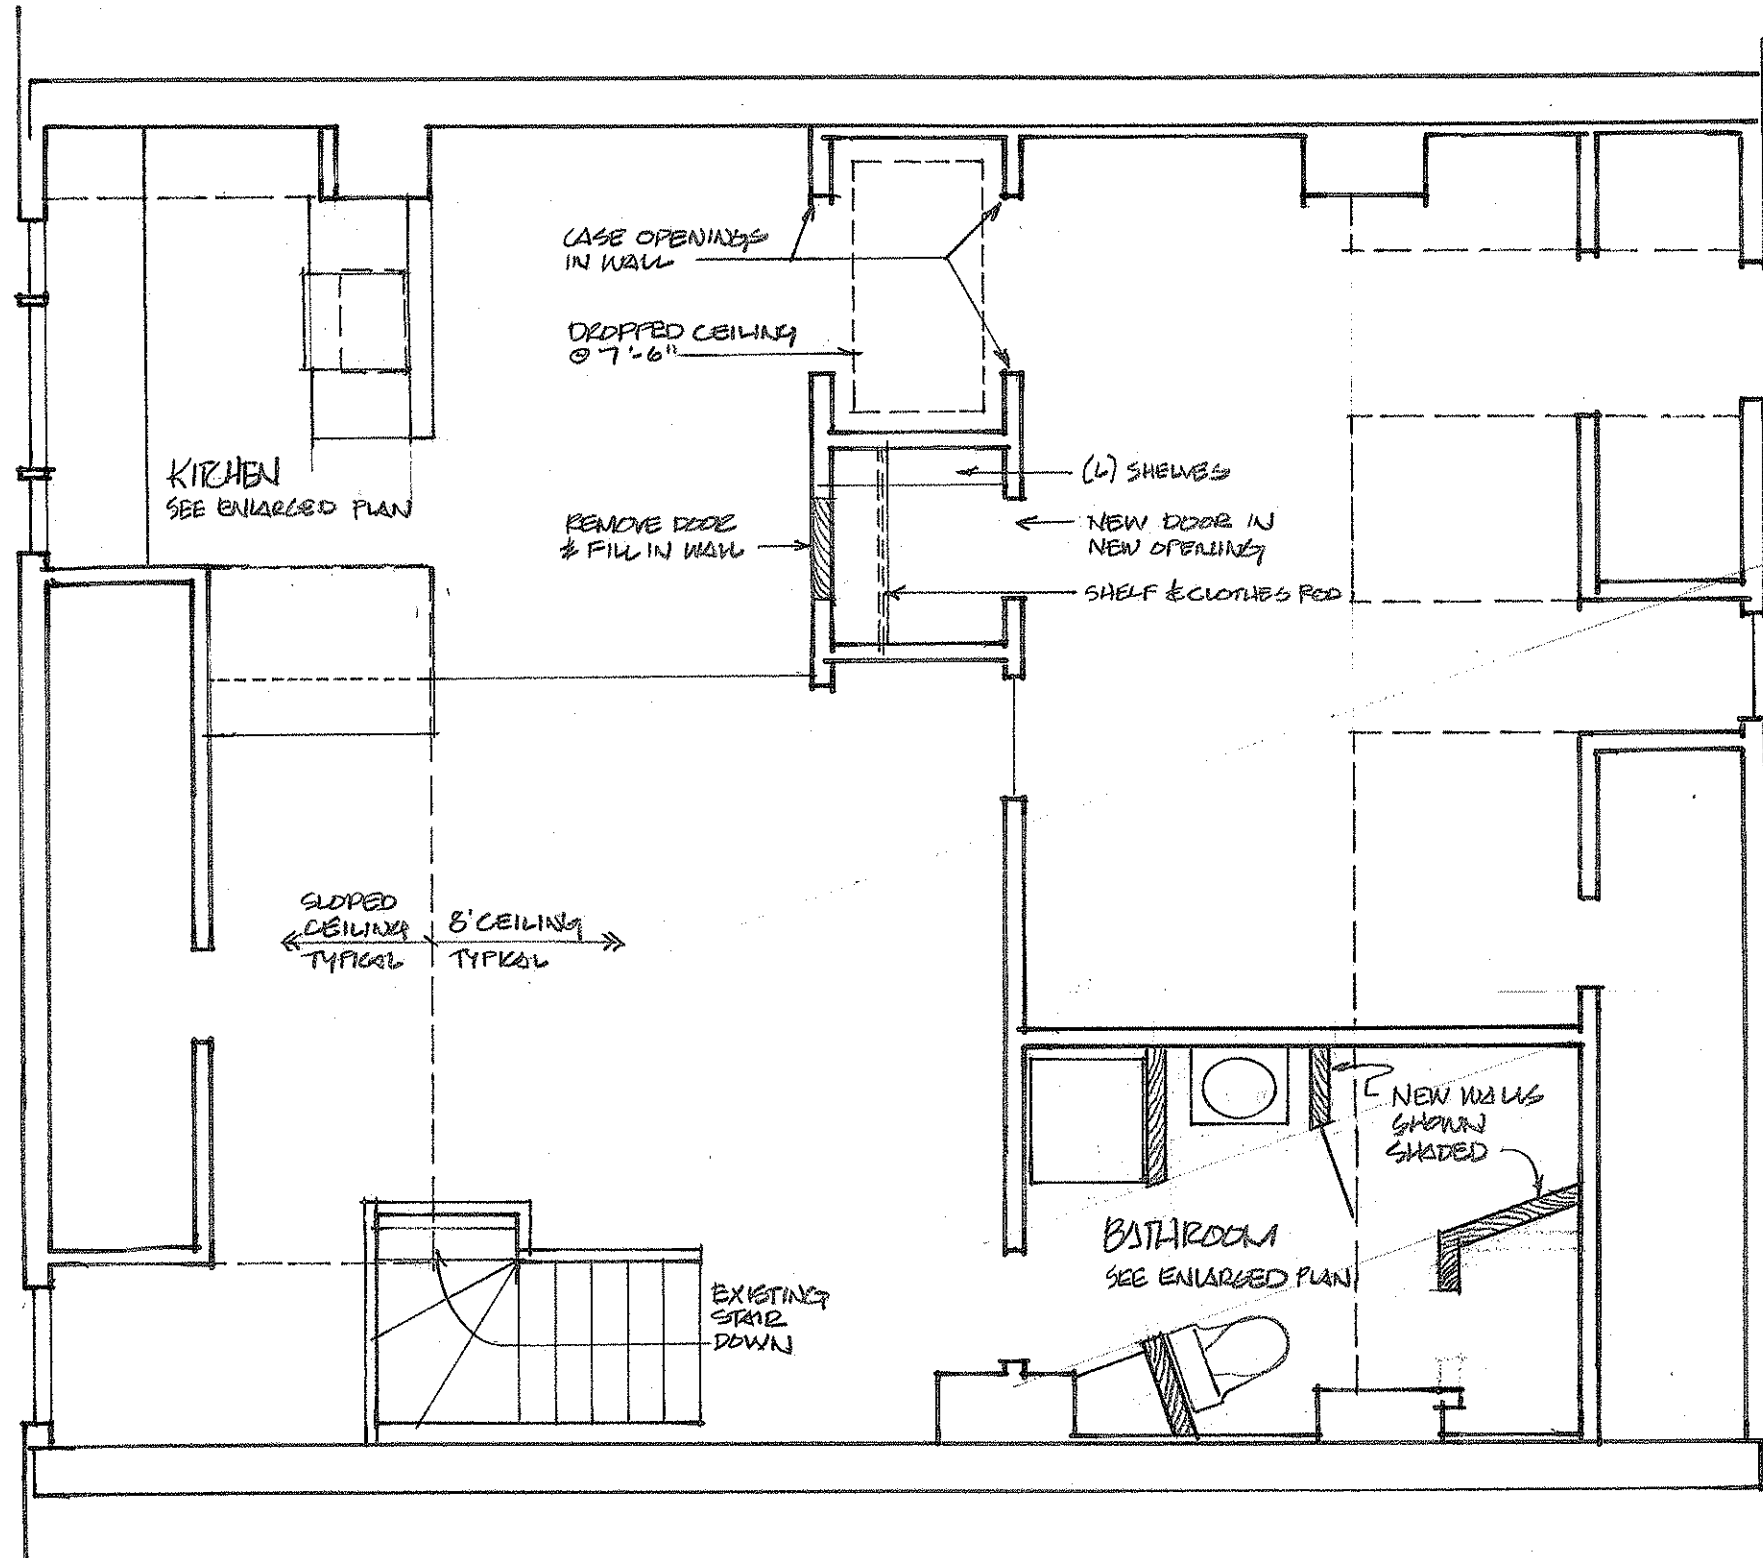 CASE OPENINGS
IN WALL
DROPPED CEILING
@ 7'-6"
KITCHEN
SEE ENLARGED PLAN
(4) SHELVES
REMOVE DOOR
& FILL IN WALL
NEW DOOR IN
NEW OPENING
SHELF & CLOTHES ROD
SLOPED
CEILING
TYPICAL
8' CEILING
TYPICAL
NEW WALLS
SHOWN
SHADED
BATHROOM
SEE ENLARGED PLAN
EXISTING
STAIR
DOWN